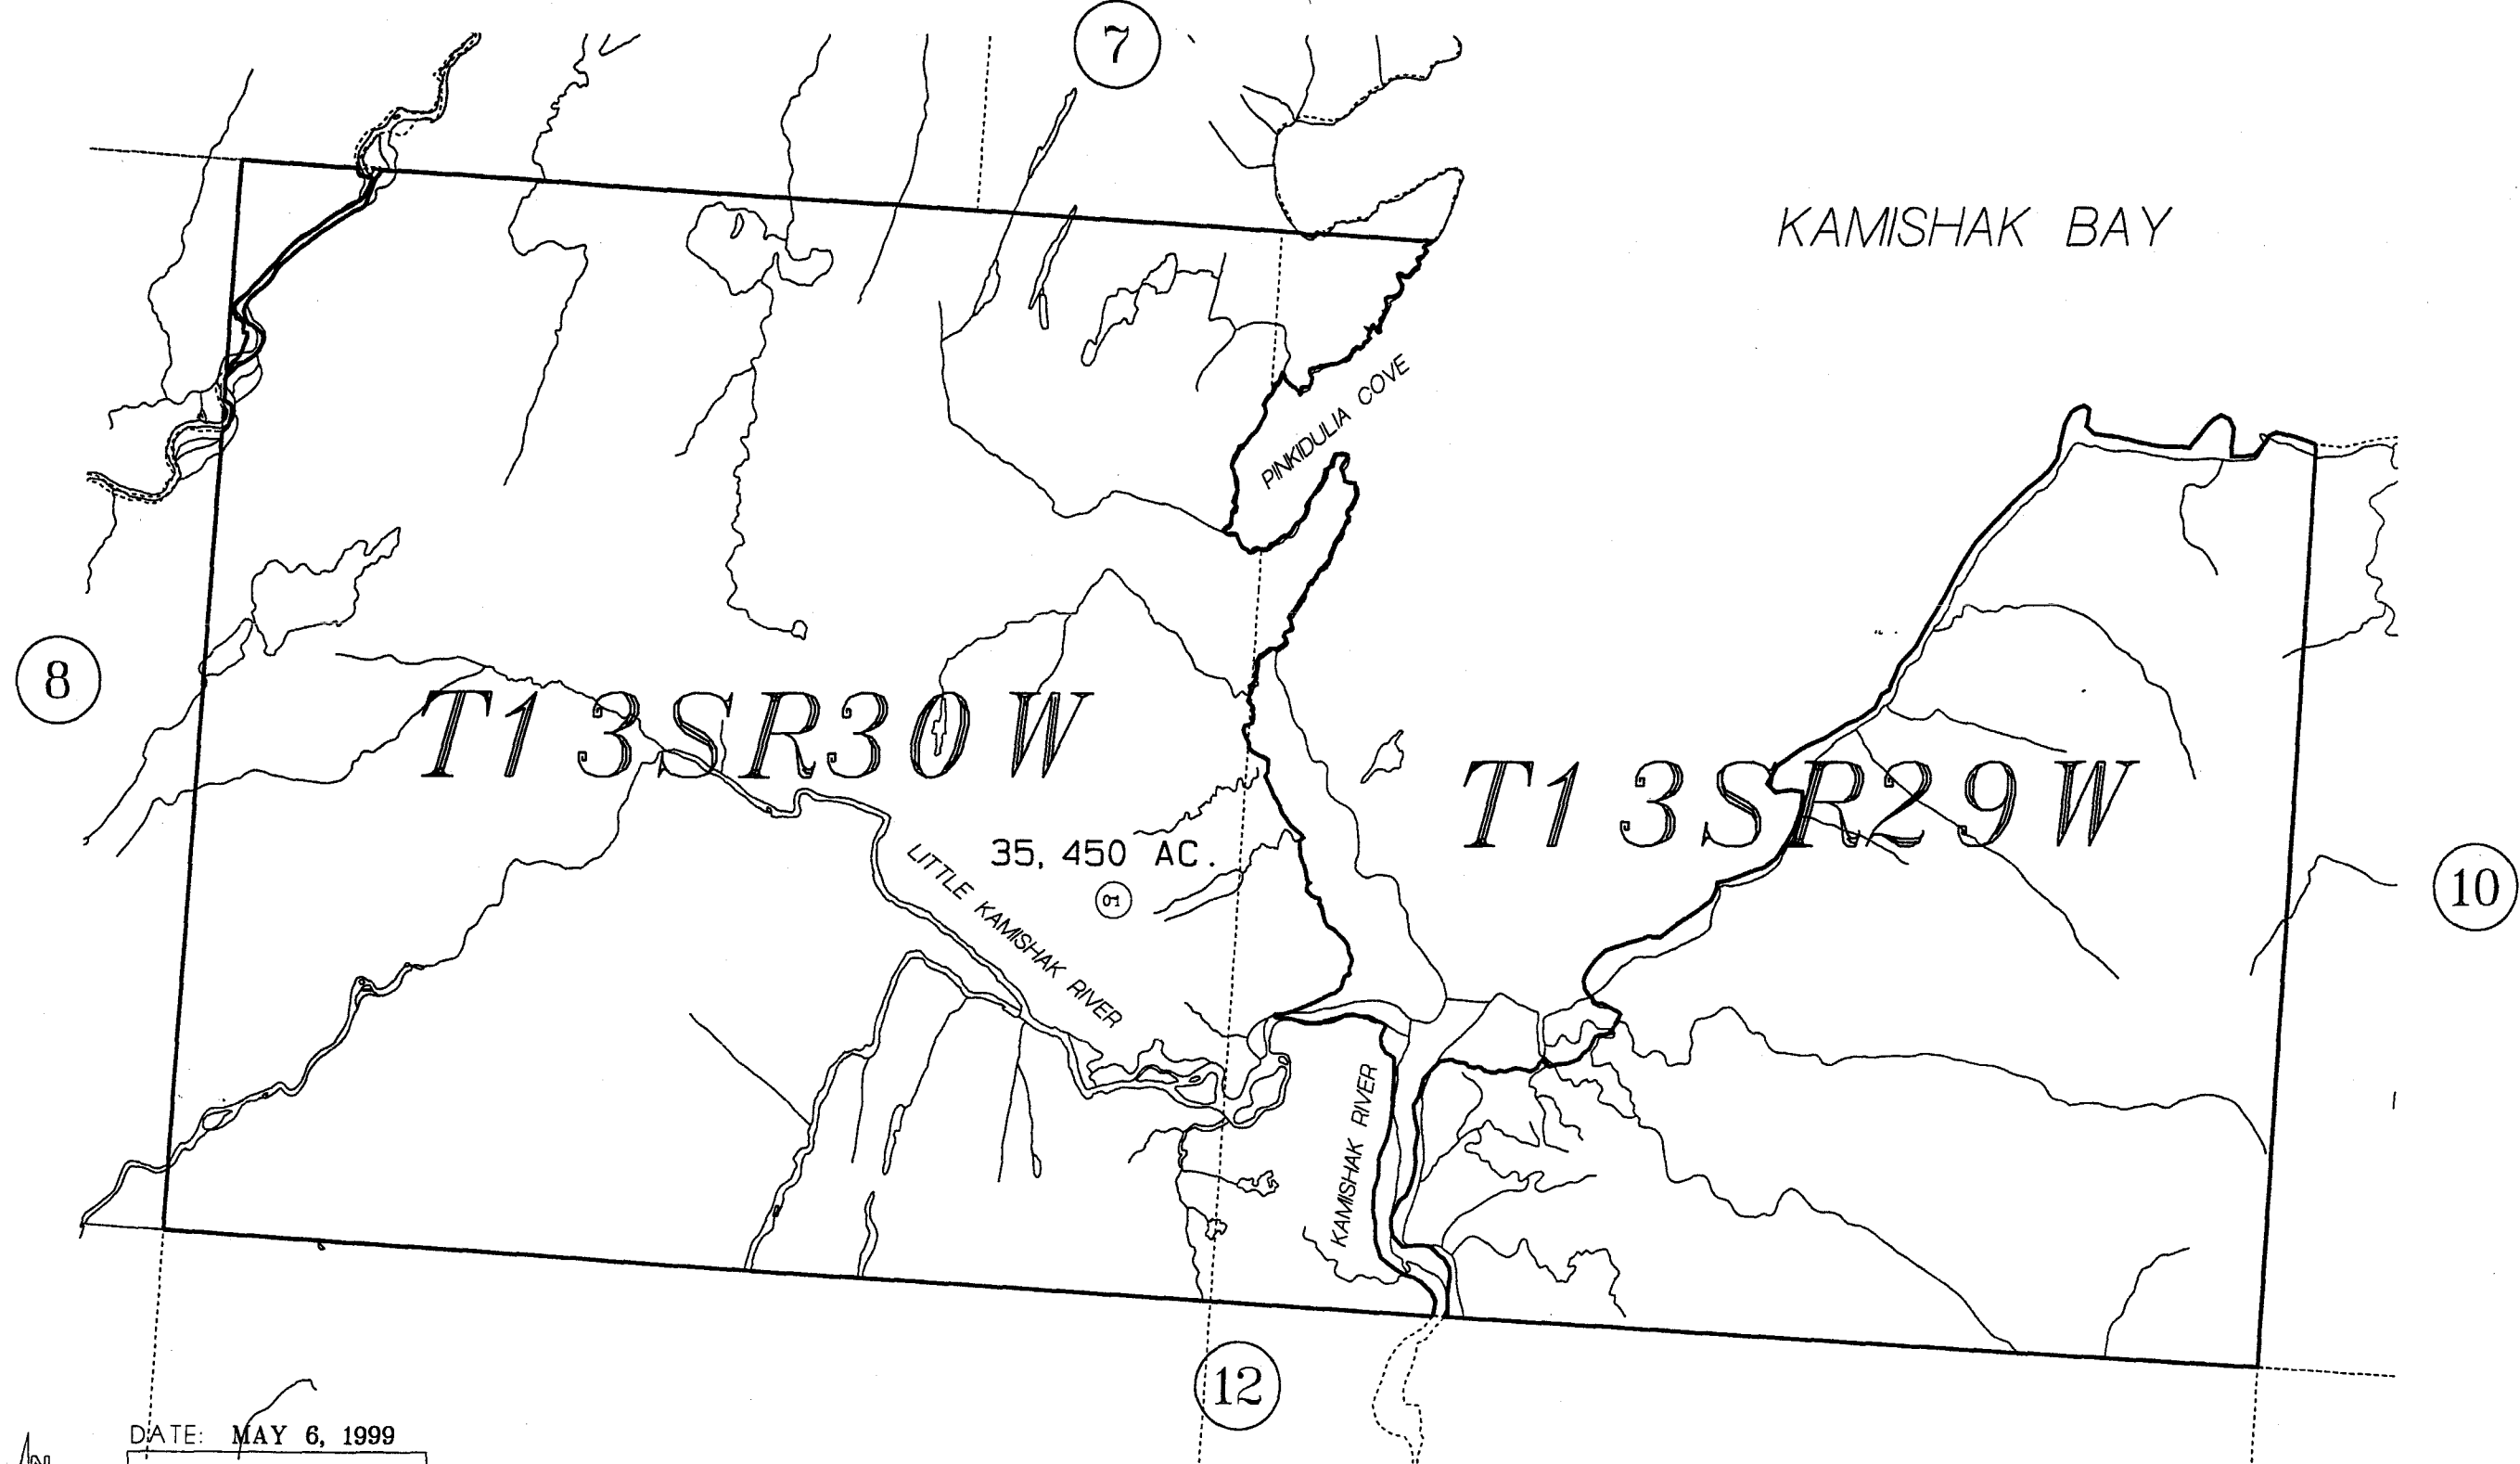 7
KAMISHAK BAY
PINKIDULIA COVE
8
T13SR30W
T13SR29W
35,450 AC.
01
LITTLE KAMISHAK RIVER
10
KAMISHAK RIVER
12
DATE: MAY 6, 1999
N